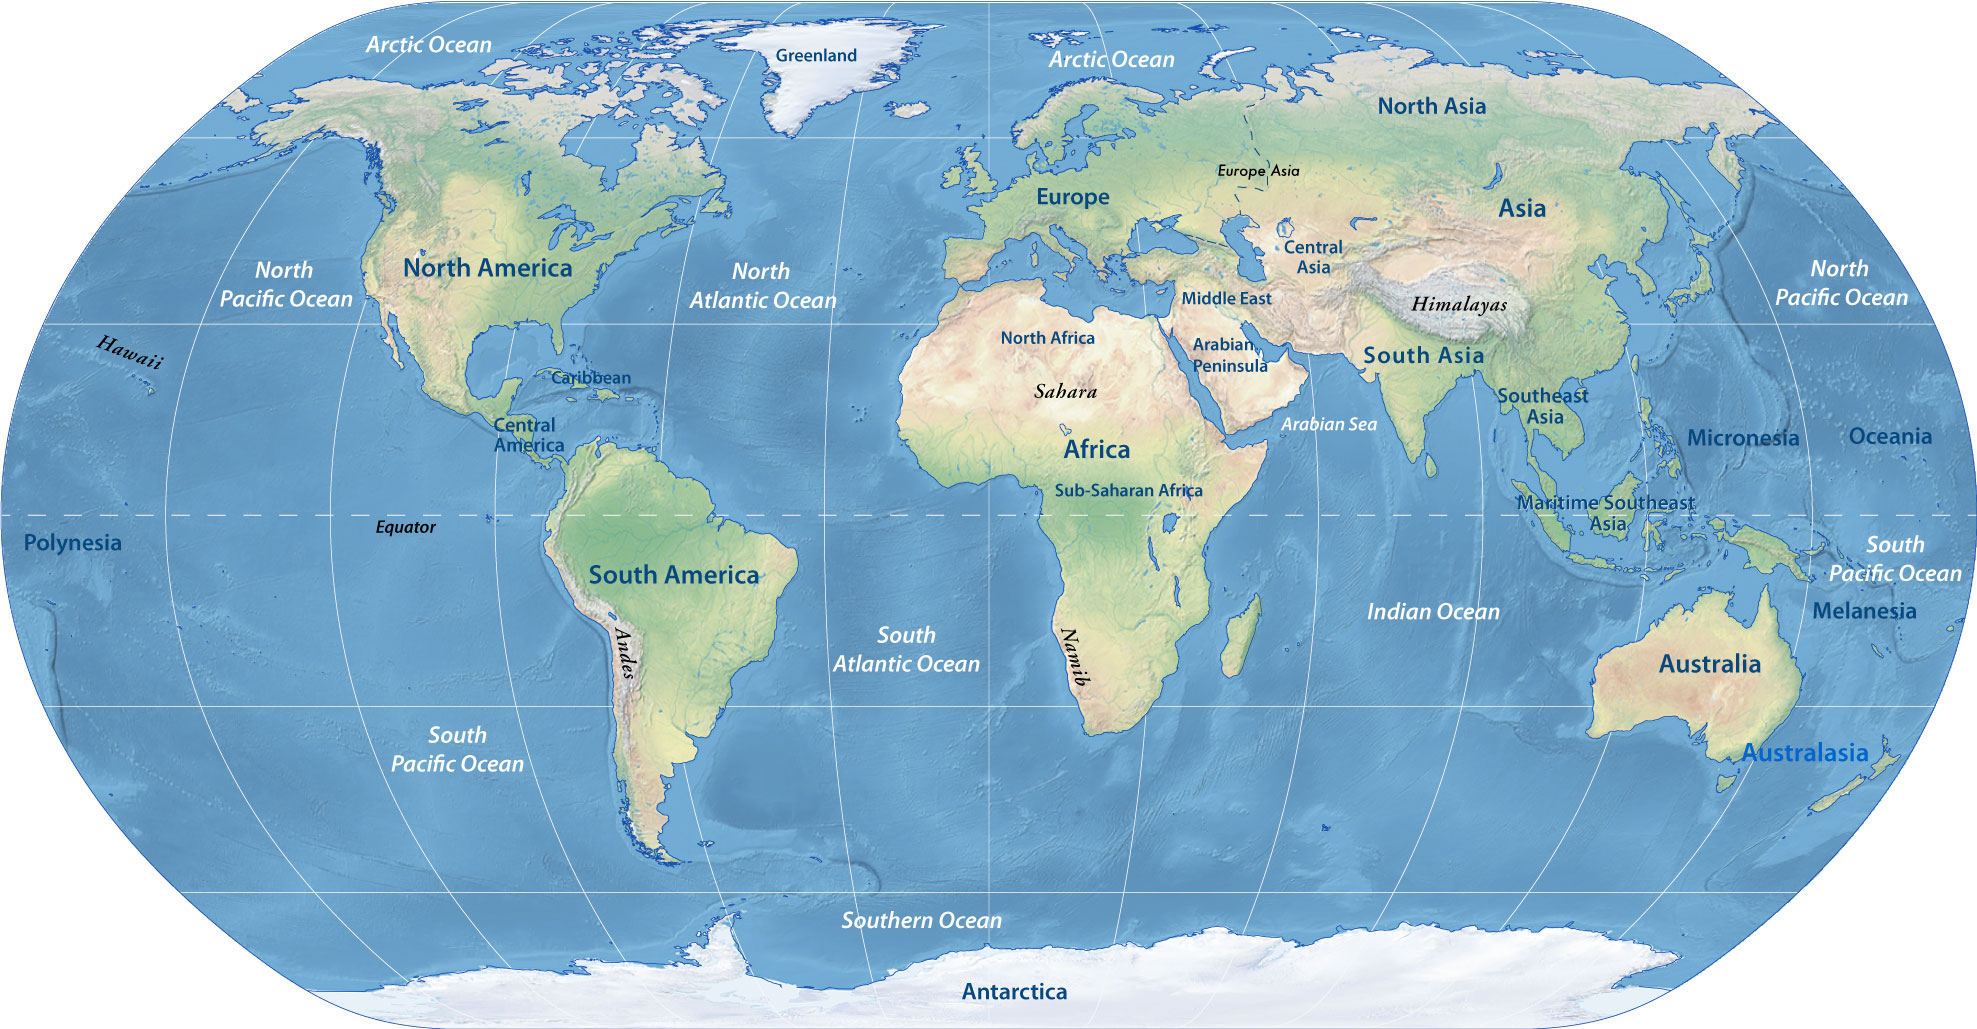 Arctic Ocean
Greenland
Arctic Ocean
North Asia
Europe Asia
Europe
Asia
Central
Asia
North America
North
Pacific Ocean
North
Atlantic Ocean
Middle East
Himalayas
North
Pacific Ocean
Hawaii
North Africa
Arabian
Peninsula
South Asia
Caribbean
Sahara
Southeast
Asia
Central
America
Arabian Sea
Africa
Micronesia
Oceania
Sub-Saharan Africa
Maritime Southeast
Asia
Equator
Polynesia
South
Pacific Ocean
South America
Indian Ocean
Melanesia
Andes
South
Atlantic Ocean
Namib
Australia
South
Pacific Ocean
Australasia
Southern Ocean
Antarctica